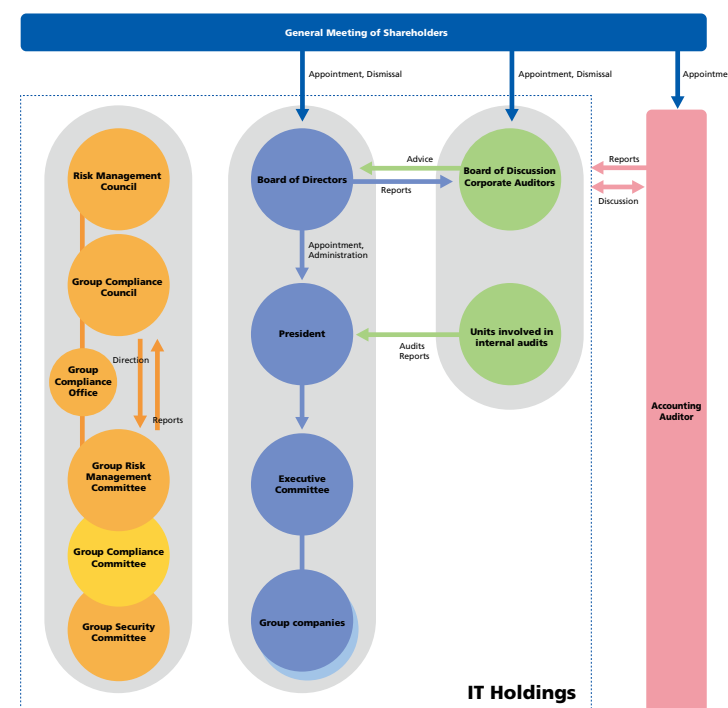 General Meeting of Shareholders
Appointment, Dismissal
Appointment, Dismissal
Appointme
Risk Management
Council
Board of Directors
Advice
Reports
Board of Discussion
Corporate Auditors
Reports
Discussion
Appointment,
Administration
Group Compliance
Council
President
Audits
Reports
Units involved in
internal audits
Direction
Group
Compliance
Office
Reports
Accounting
Auditor
Group Risk
Management
Committee
Executive
Committee
Group Compliance
Committee
Group Security
Committee
Group companies
IT Holdings